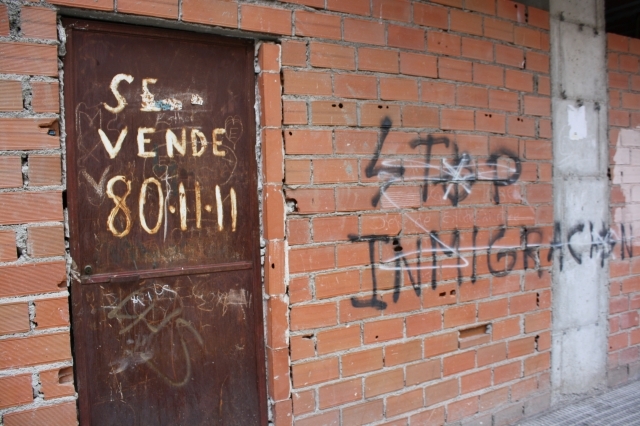 SE
VENDE
80.11.11
STOP
INMIGRACION